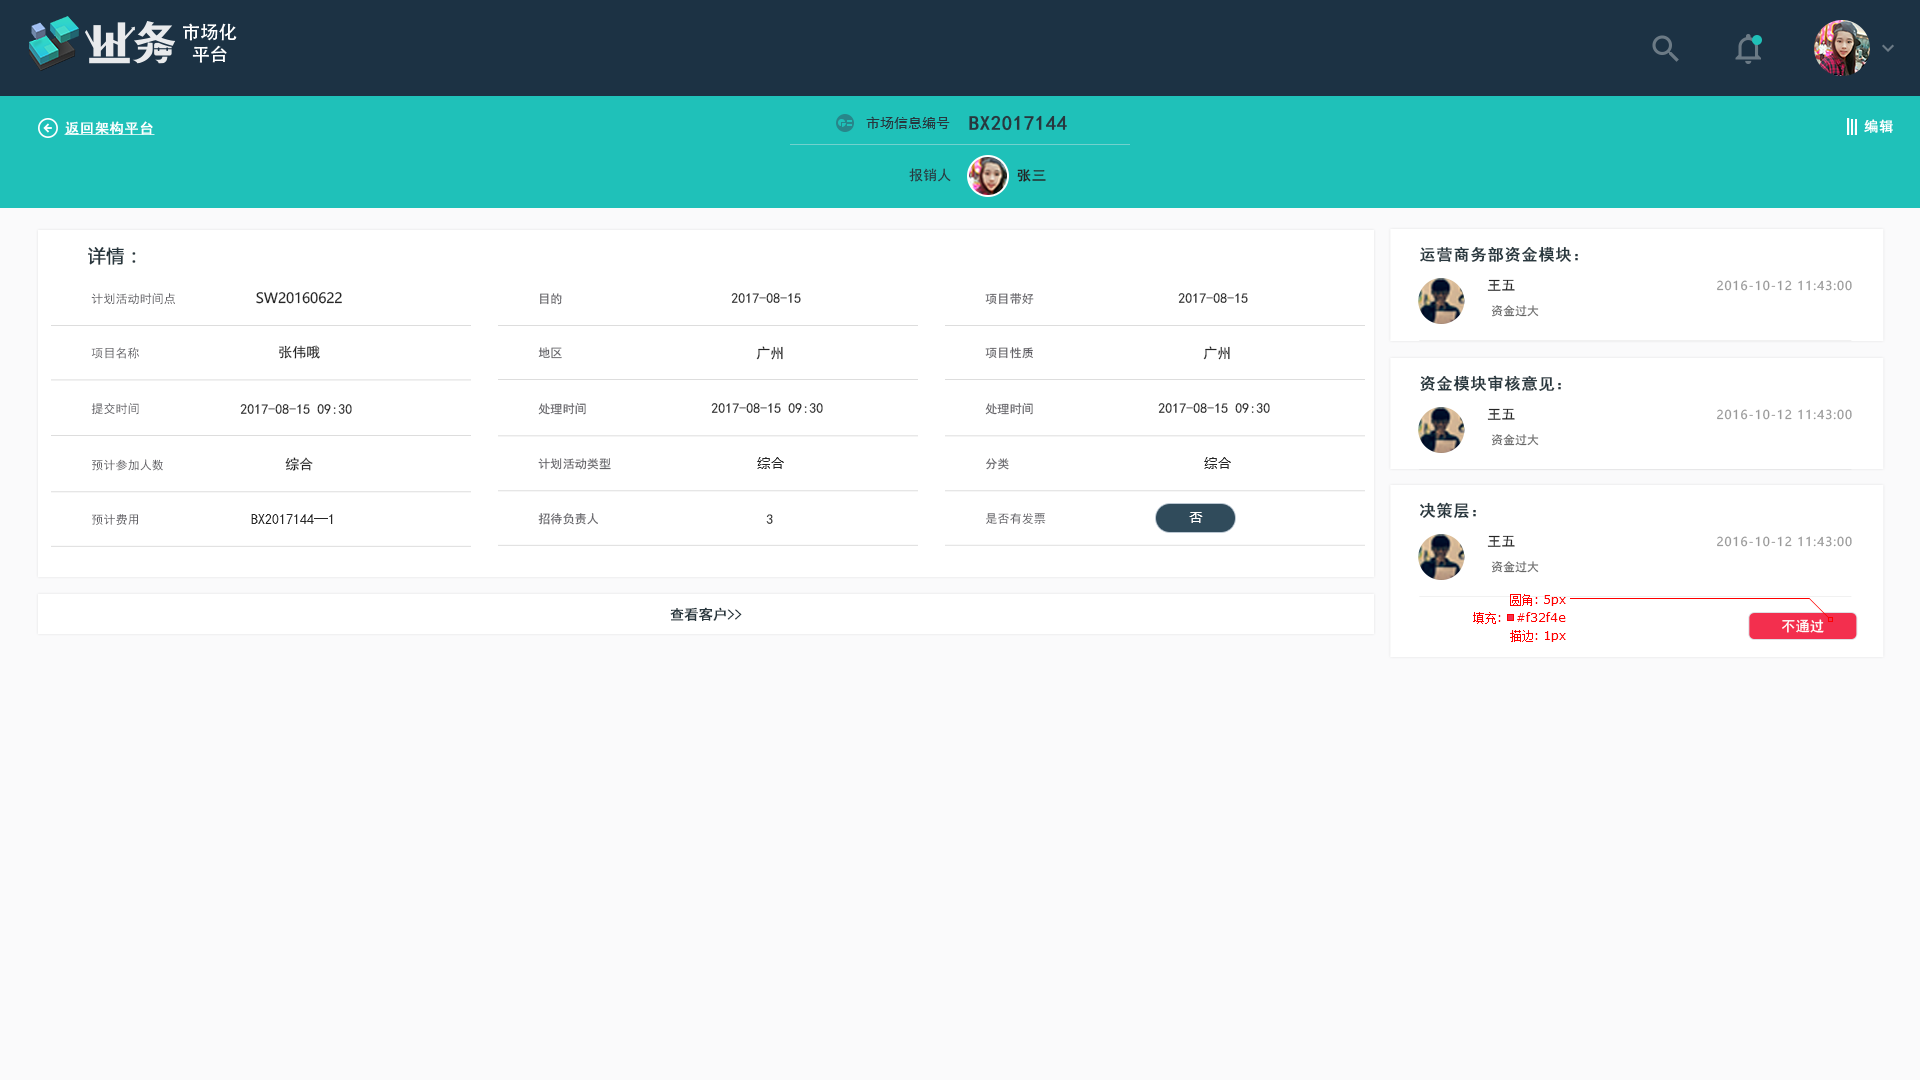 业务 市场化
平台
返回架构平台
市场信息编号 BX2017144
编辑
报销人 张三
详情：
计划活动时间点 SW20160622 目的 2017-08-15 项目带好 2017-08-15
项目名称 张伟哦 地区 广州 项目性质 广州
提交时间 2017-08-15 09:30 处理时间 2017-08-15 09:30 处理时间 2017-08-15 09:30
预计参加人数 综合 计划活动类型 综合 分类 综合
预计费用 BX2017144—1 招待负责人 3 是否有发票 否
查看客户>>
运营商务部资金模块：
王五 2016-10-12 11:43:00
资金过大
资金模块审核意见：
王五 2016-10-12 11:43:00
资金过大
决策层：
王五 2016-10-12 11:43:00
资金过大
圆角: 5px
填充: #f32f4e
描边: 1px
不通过